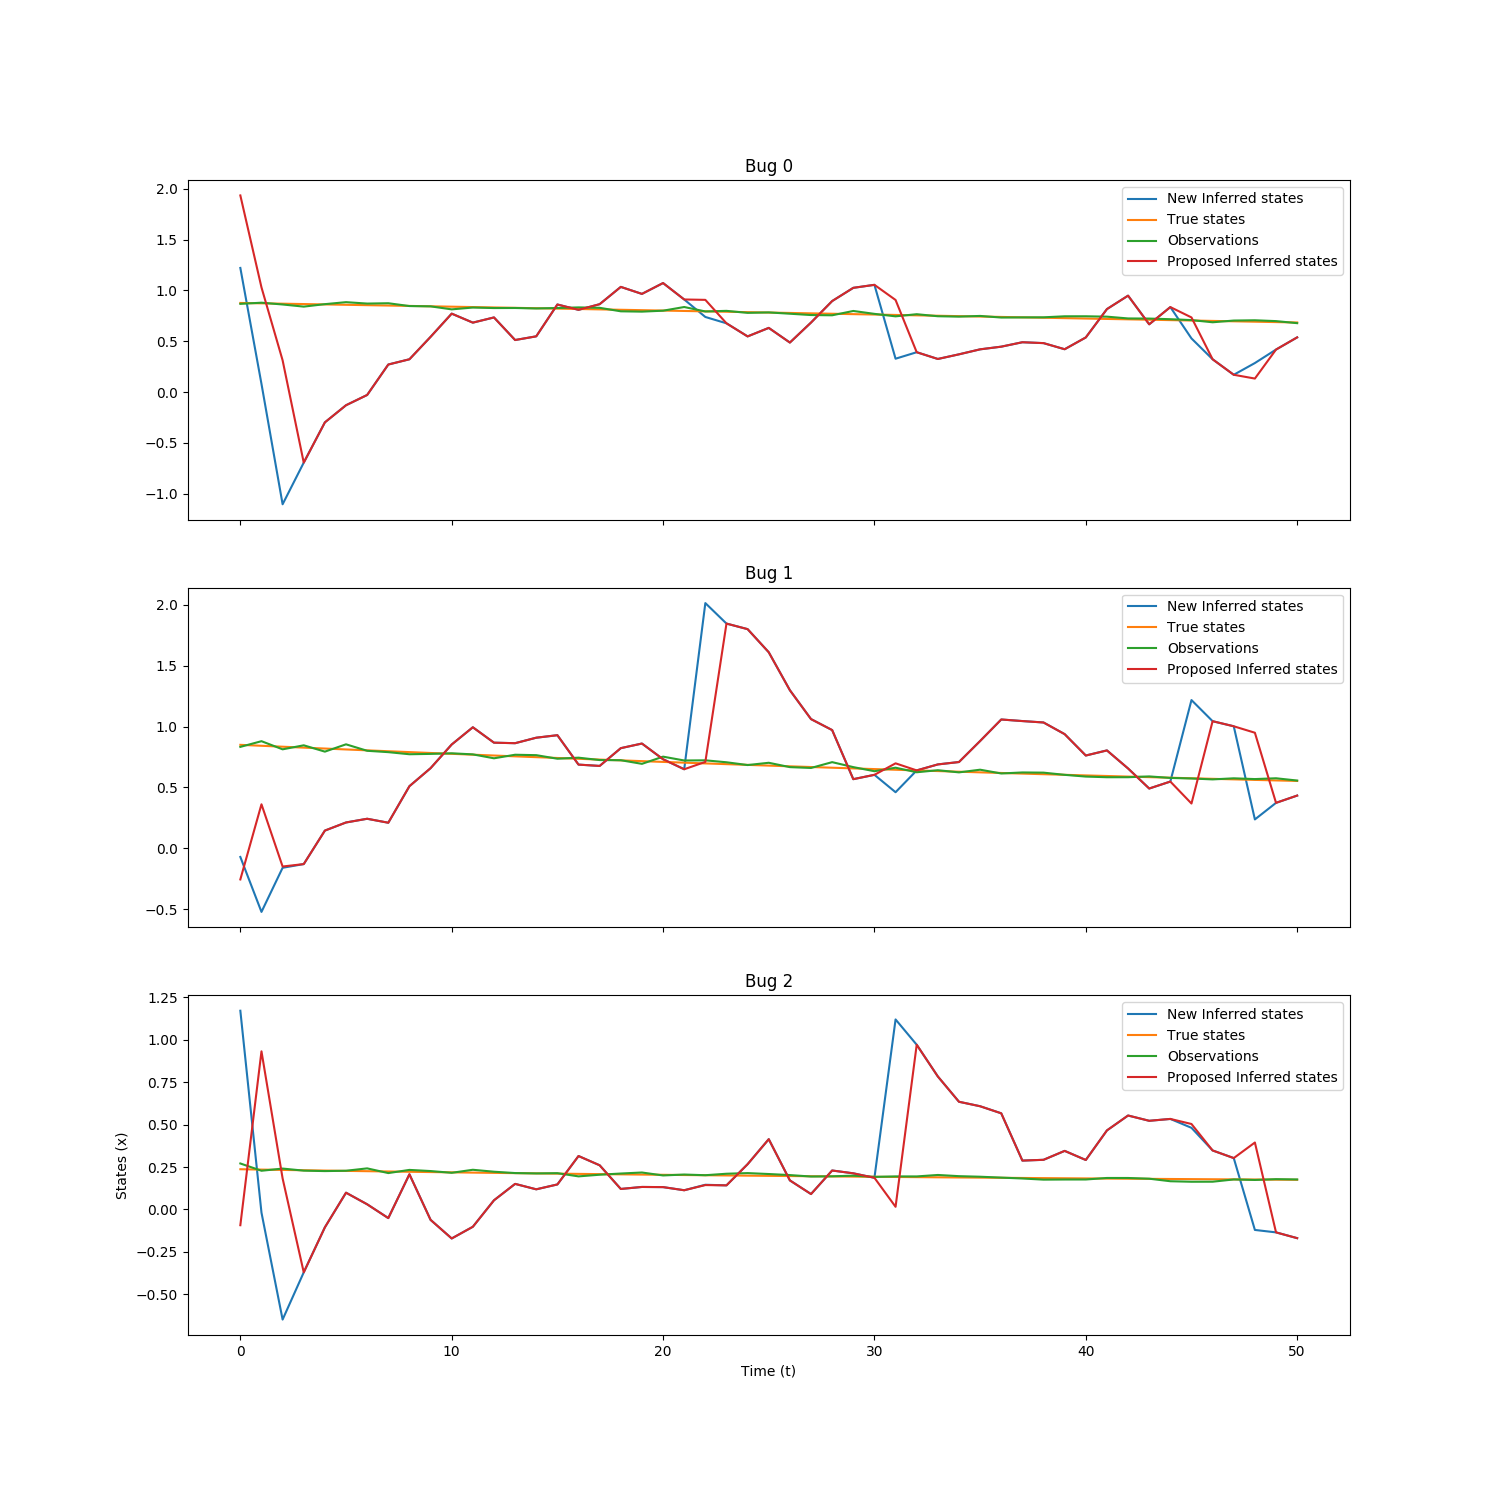 Bug 0
2.0
1.5
1.0
0.5
0.0
−0.5
−1.0
New Inferred states
True states
Observations
Proposed Inferred states
Bug 1
2.0
1.5
1.0
0.5
0.0
−0.5
New Inferred states
True states
Observations
Proposed Inferred states
Bug 2
1.25
1.00
0.75
0.50
0.25
0.00
−0.25
−0.50
States (x)
New Inferred states
True states
Observations
Proposed Inferred states
0 10 20 30 40 50
Time (t)